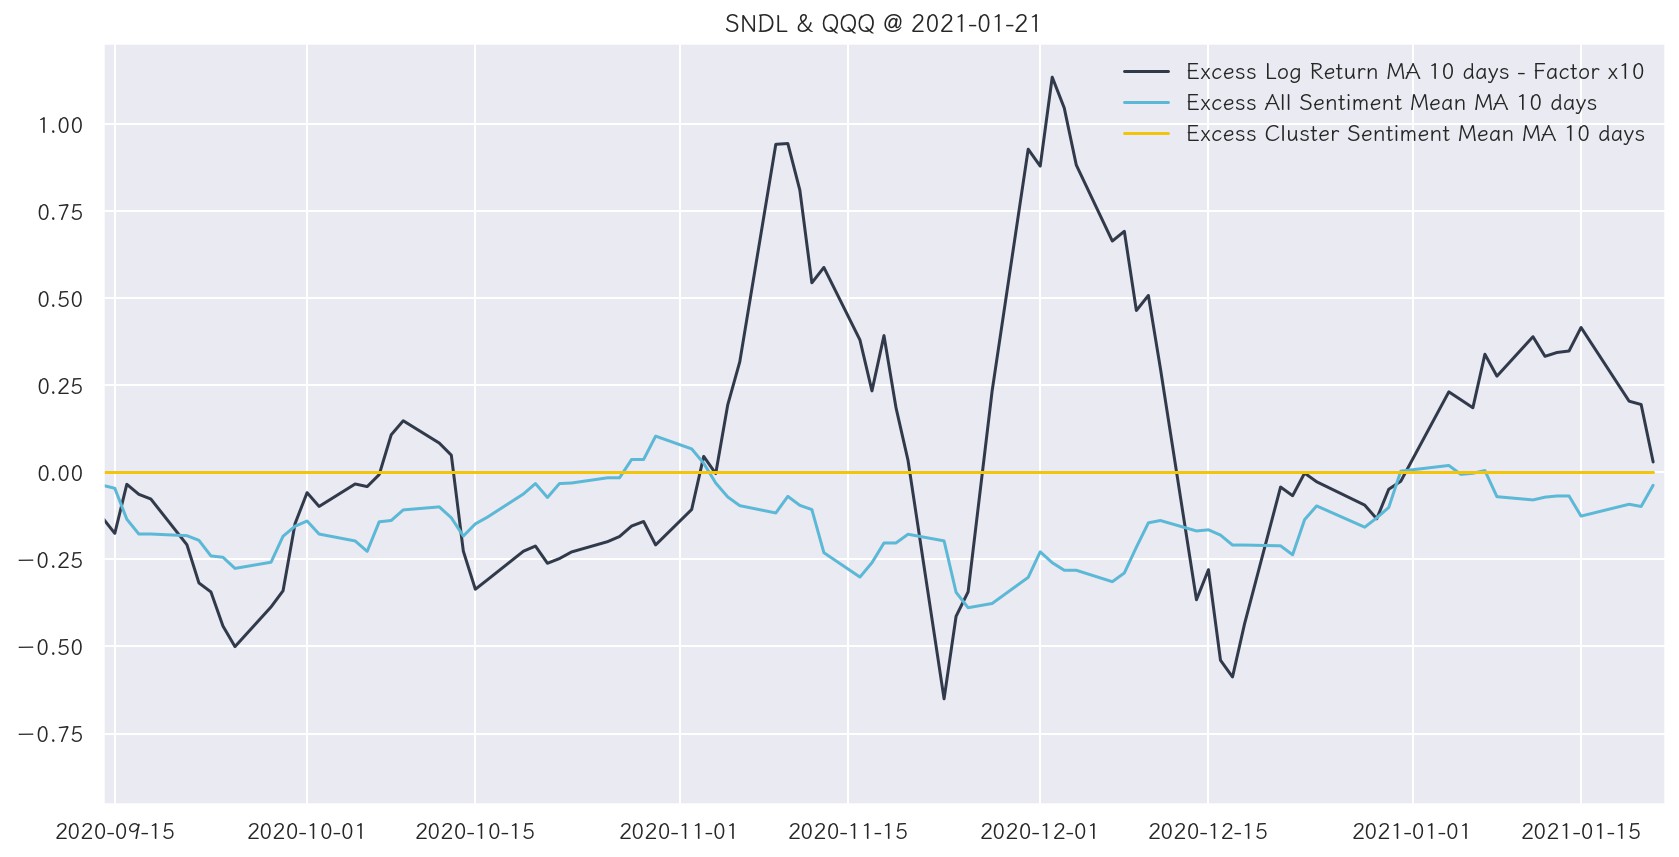 SNDL & QQQ @ 2021-01-21
Excess Log Return MA 10 days - Factor x10
Excess All Sentiment Mean MA 10 days
Excess Cluster Sentiment Mean MA 10 days
1.00
0.75
0.50
0.25
0.00
−0.25
−0.50
−0.75
2020-09-15 2020-10-01 2020-10-15 2020-11-01 2020-11-15 2020-12-01 2020-12-15 2021-01-01 2021-01-15